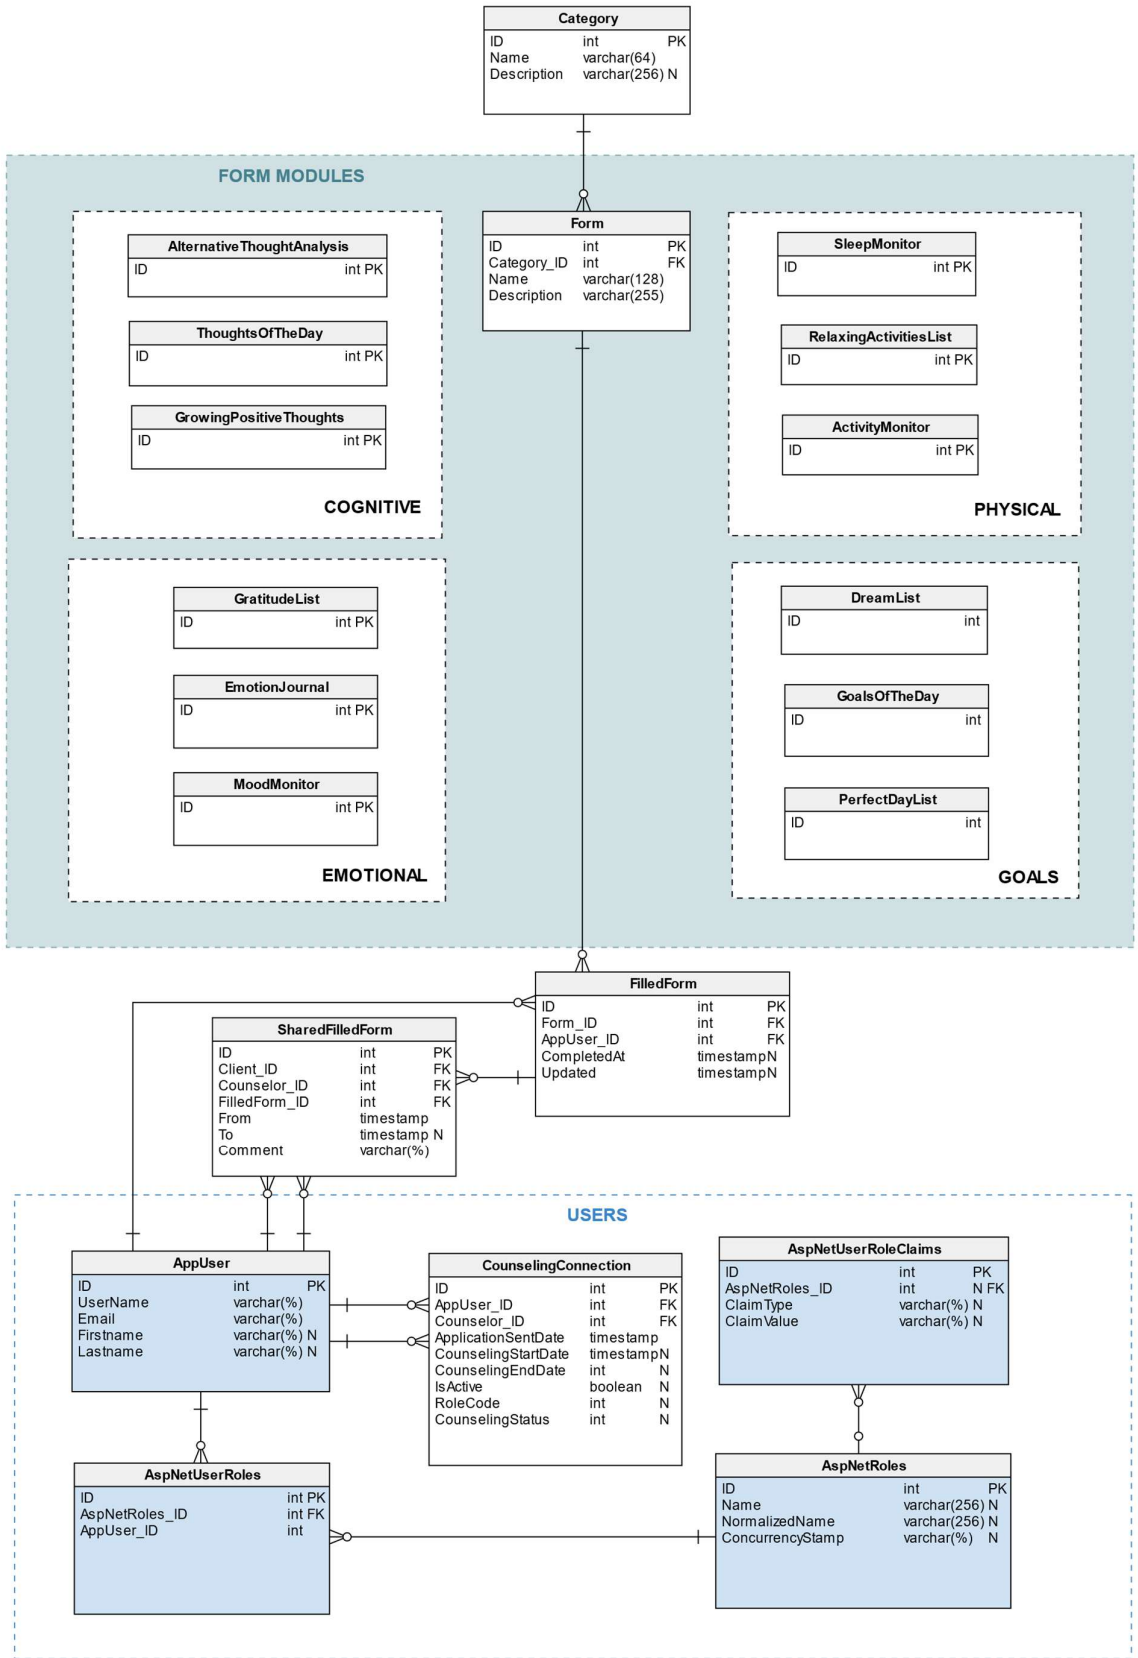 Category
ID int PK
Name varchar(64)
Description varchar(256) N
FORM MODULES
AlternativeThoughtAnalysis
ID int PK
ThoughtsOfTheDay
ID int PK
GrowingPositiveThoughts
ID int PK
COGNITIVE
Form
ID int PK
Category_ID int FK
Name varchar(128)
Description varchar(255)
SleepMonitor
ID int PK
RelaxingActivitiesList
ID int PK
ActivityMonitor
ID int PK
PHYSICAL
GratitudeList
ID int PK
EmotionJournal
ID int PK
MoodMonitor
ID int PK
EMOTIONAL
DreamList
ID int
GoalsOfTheDay
ID int
PerfectDayList
ID int
GOALS
FilledForm
ID int PK
Form_ID int FK
AppUser_ID int FK
CompletedAt timestamp N
Updated timestamp N
SharedFilledForm
ID int PK
Client_ID int FK
Counselor_ID int FK
FilledForm_ID int FK
From timestamp
To timestamp N
Comment varchar(%)
USERS
AppUser
ID int PK
UserName varchar(%)
Email varchar(%)
Firstname varchar(%) N
Lastname varchar(%) N
CounselingConnection
ID int PK
AppUser_ID int FK
Counselor_ID int FK
ApplicationSentDate timestamp
CounselingStartDate timestamp N
CounselingEndDate int N
IsActive boolean N
RoleCode int N
CounselingStatus int N
AspNetUserRoleClaims
ID int PK
AspNetRoles_ID int N FK
ClaimType varchar(%) N
ClaimValue varchar(%) N
AspNetUserRoles
ID int PK
AspNetRoles_ID int FK
AppUser_ID int
AspNetRoles
ID int PK
Name varchar(256) N
NormalizedName varchar(256) N
ConcurrencyStamp varchar(%) N